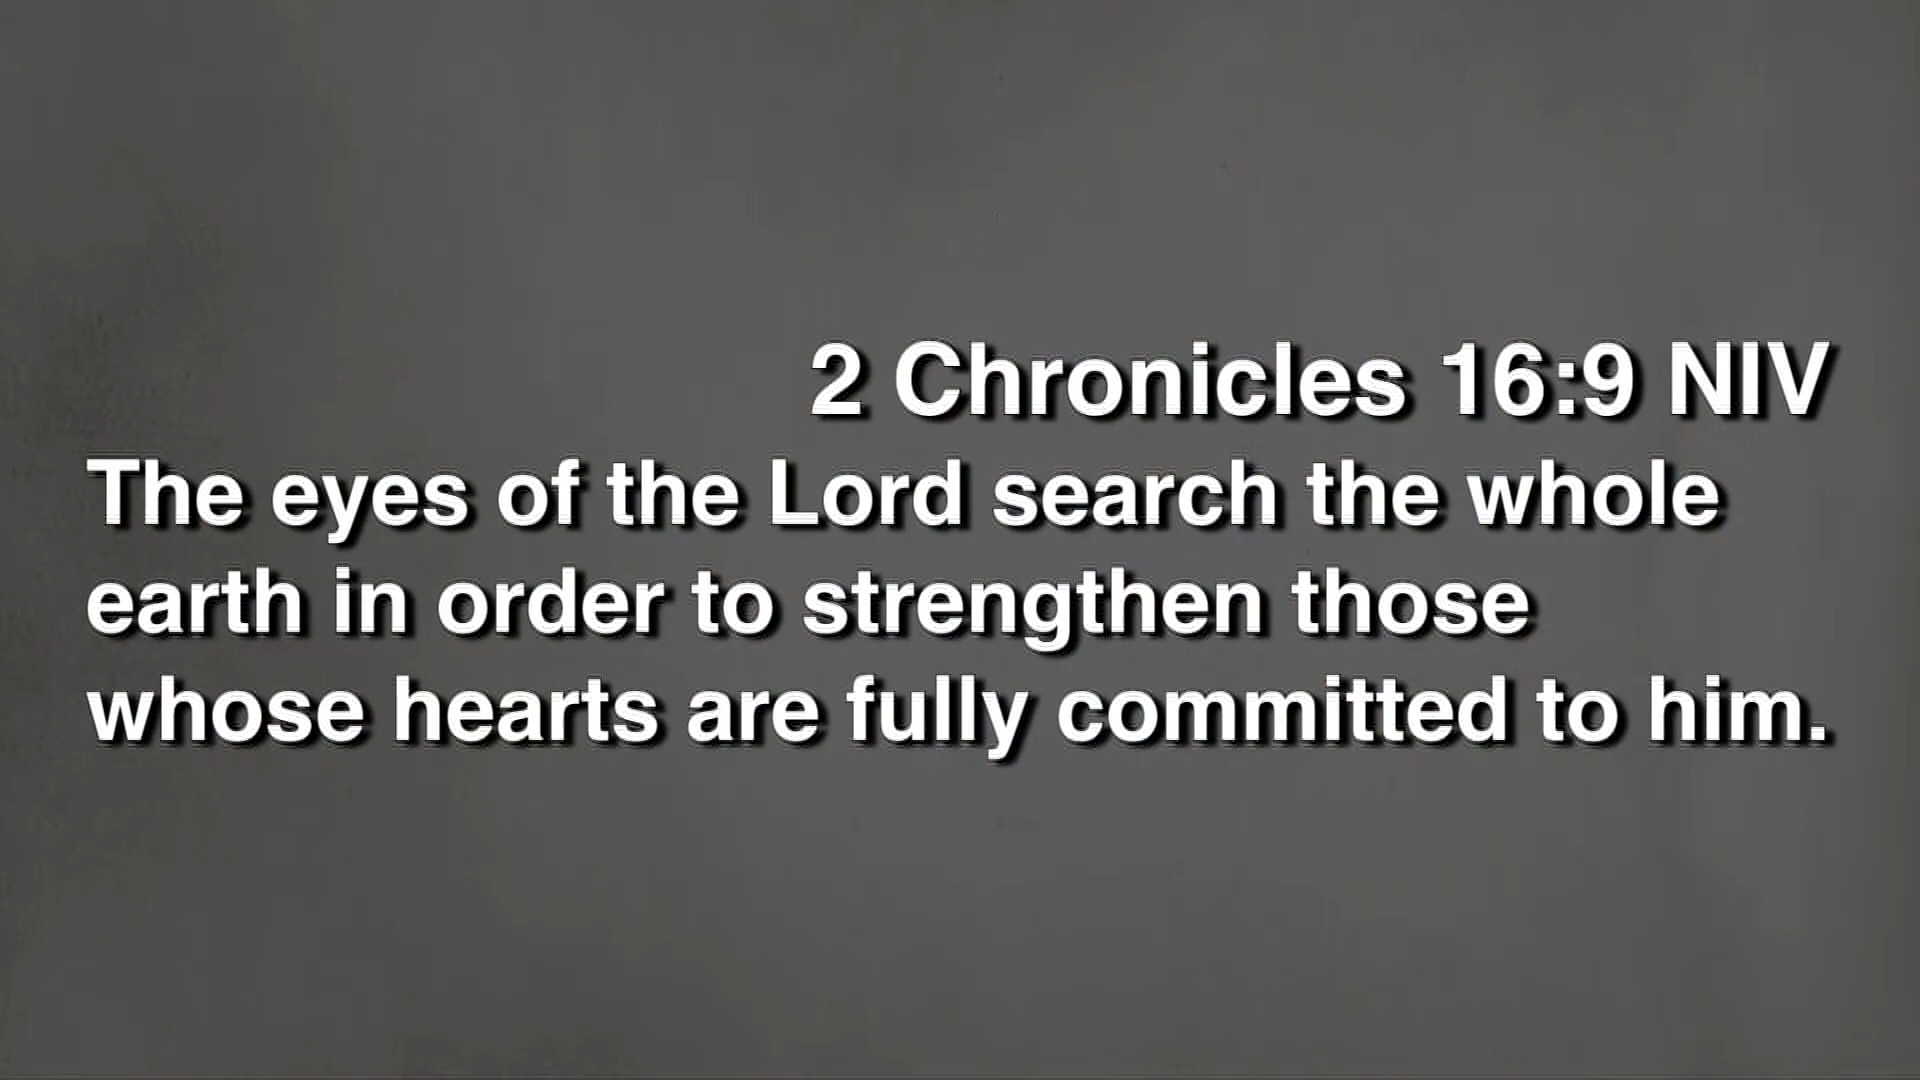 2 Chronicles 16:9 NIV
The eyes of the Lord search the whole
earth in order to strengthen those
whose hearts are fully committed to him.